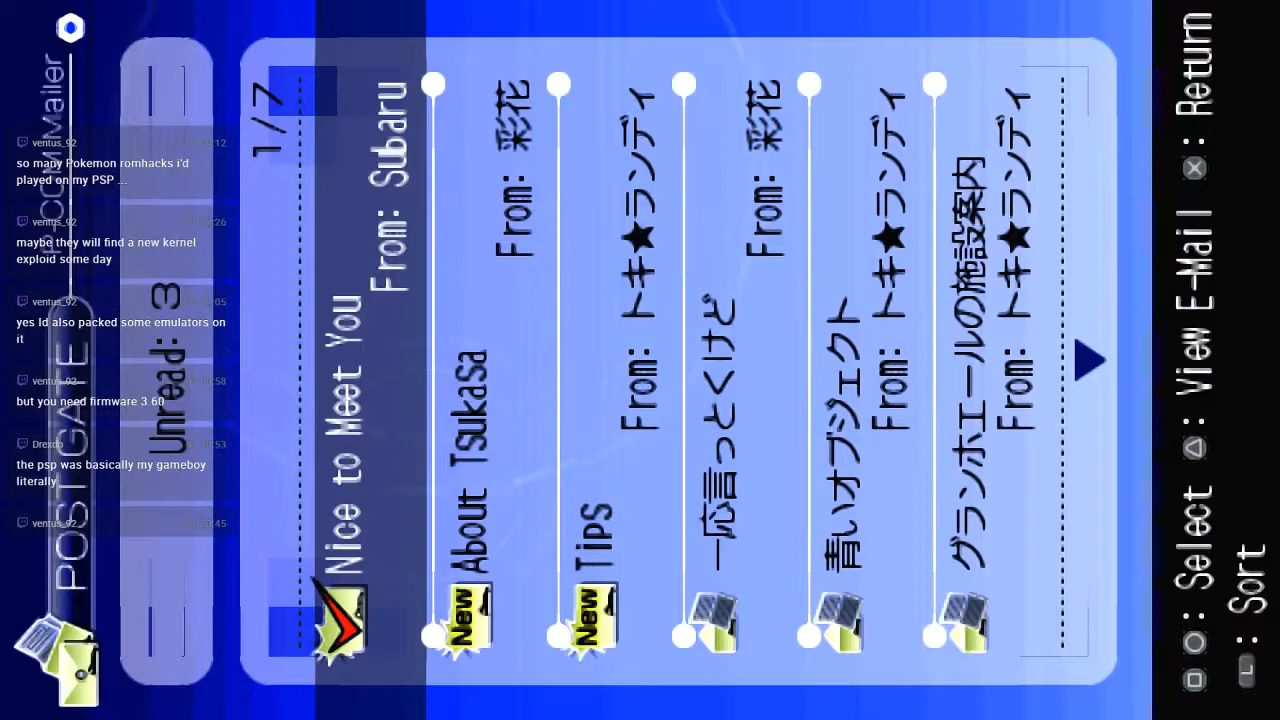 P-COM Mailer
POST GATE
Unread: 3
1/7
Nice to Meet You
From: Subaru
About Tsukasa
From: 彩花
Tips
From: トキ★ランディ
一応言っとくけど
From: 彩花
青いオブジェクト
From: トキ★ランディ
グランホエールの施設案内
From: トキ★ランディ
: Select
: View E-Mail
: Return
L : Sort
New
New
ventus_92
so many Pokemon romhacks i'd
played on my PSP ...
ventus_92
maybe they will find a new kernel
exploid some day
ventus_92
yes Id also packed some emulators on
it
ventus_92
but you need firmware 3.60
Drexdo
the psp was basically my gameboy
literally
ventus_92